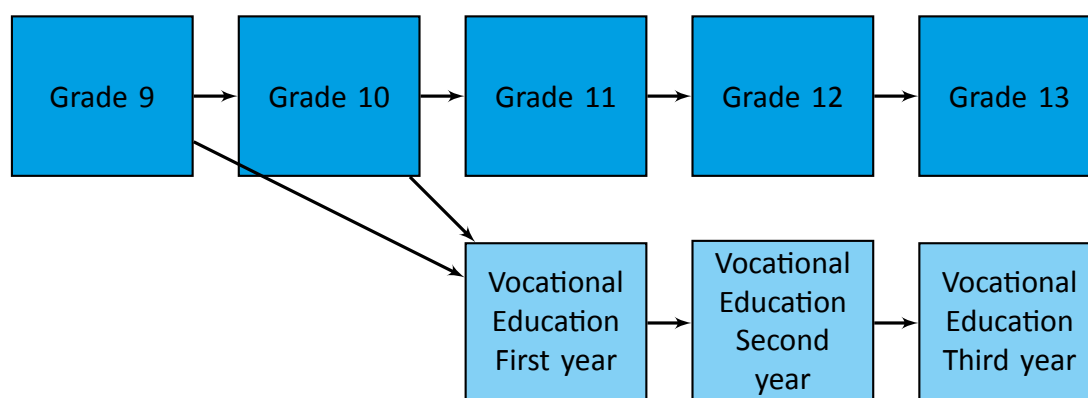 Grade 9
Grade 10
Grade 11
Grade 12
Grade 13
Vocational
Education
First year
Vocational
Education
Second
year
Vocational
Education
Third year